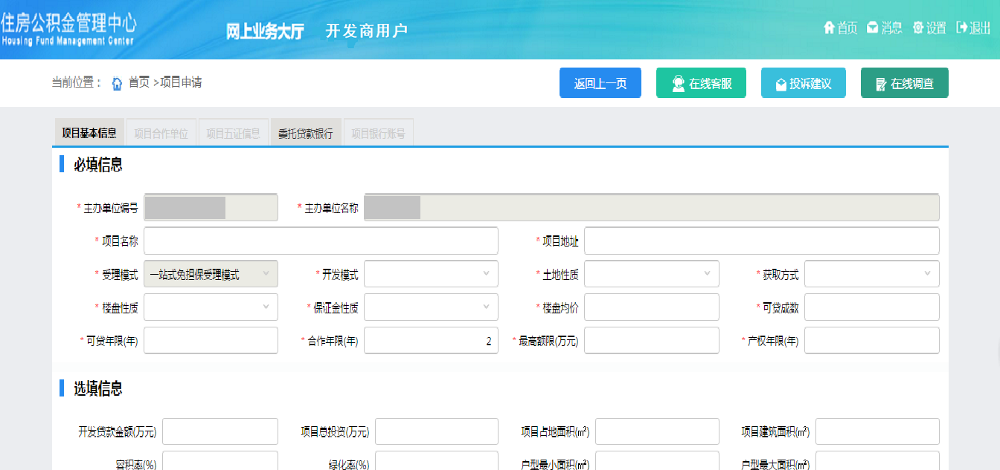 住房公积金管理中心
Housing Fund Management Center
网上业务大厅 开发商用户
首页 消息 设置 退出
当前位置： 首页 >项目申请
返回上一页 在线客服 投诉建议 在线调查
项目基本信息 项目合作单位 项目五证信息 委托贷款银行 项目银行账号
必填信息
* 主办单位编号 * 主办单位名称
* 项目名称 * 项目地址
* 受理模式 一站式免担保受理模式 * 开发模式 * 土地性质 * 获取方式
* 楼盘性质 * 保证金性质 * 楼盘均价 * 可贷成数
* 可贷年限(年) * 合作年限(年) 2 * 最高额限(万元) * 产权年限(年)
选填信息
开发贷款金额(万元) 项目总投资(万元) 项目占地面积(㎡) 项目建筑面积(㎡)
容积率(%) 绿化率(%) 户型最小面积(㎡) 户型最大面积(㎡)